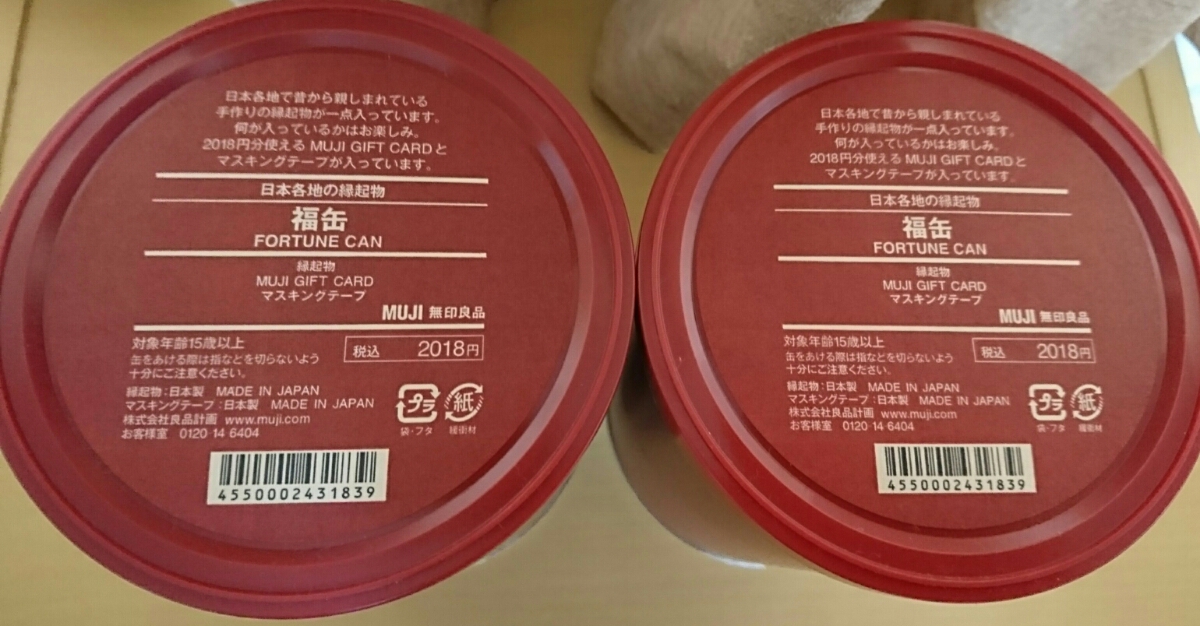 日本各地で昔から親しまれている
手作りの縁起物が一点入っています。
何が入っているかはお楽しみ。
2018円分使える MUJI GIFT CARDと
マスキングテープが入っています。
日本各地の縁起物
福缶
FORTUNE CAN
縁起物
MUJI GIFT CARD
マスキングテープ
MUJI 無印良品
対象年齢15歳以上
缶をあける際は指などを切らないよう
十分にご注意ください。
税込 2018円
縁起物:日本製 MADE IN JAPAN
マスキングテープ:日本製 MADE IN JAPAN
株式会社良品計画 www.muji.com
お客様室 0120 14 6404
プラ 紙
袋・フタ 緩衝材
4550002431839
日本各地で昔から親しまれている
手作りの縁起物が一点入っています。
何が入っているかはお楽しみ。
2018円分使える MUJI GIFT CARDと
マスキングテープが入っています。
日本各地の縁起物
福缶
FORTUNE CAN
縁起物
MUJI GIFT CARD
マスキングテープ
MUJI 無印良品
対象年齢15歳以上
缶をあける際は指などを切らないよう
十分にご注意ください。
税込 2018円
縁起物:日本製 MADE IN JAPAN
マスキングテープ:日本製 MADE IN JAPAN
株式会社良品計画 www.muji.com
お客様室 0120 14 6404
プラ 紙
袋・フタ 緩衝材
4550002431839